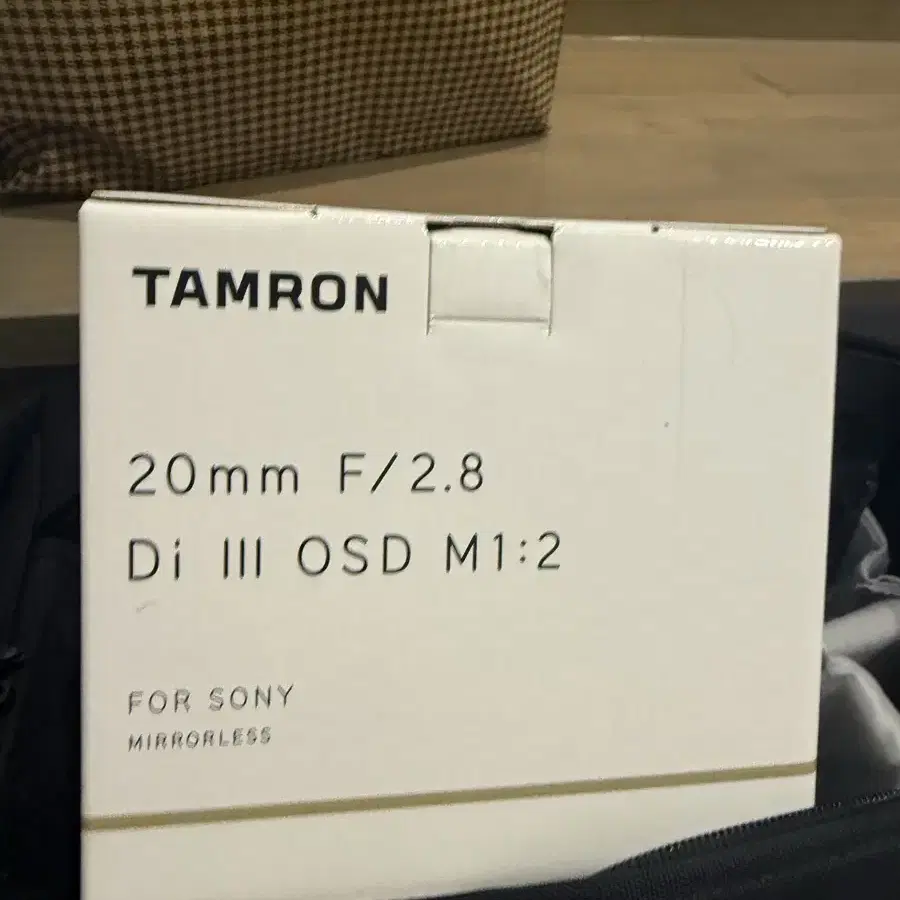 TAMRON
20mm F/2.8
Di III OSD M1:2
FOR SONY
MIRRORLESS